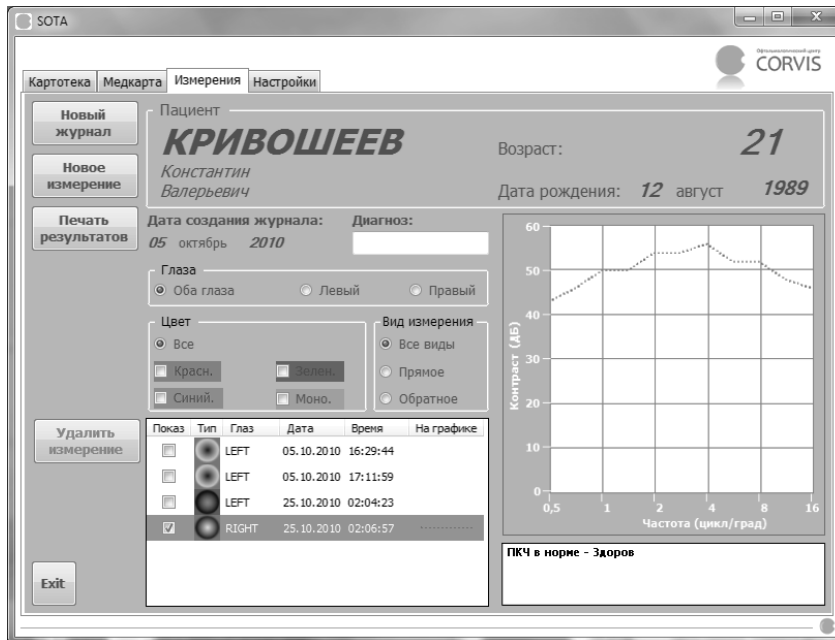 SOTA
Офтальмологический центр
CORVIS
Картотека Медкарта Измерения Настройки
Новый журнал
Новое измерение
Печать результатов
Пациент
КРИВОШЕЕВ
Константин
Валерьевич
Возраст: 21
Дата рождения: 12 август 1989
Дата создания журнала:
05 октябрь 2010
Диагноз:
Глаза
Оба глаза Левый Правый
Цвет
Все
Красн. Зелен.
Синий. Моно.
Вид измерения
Все виды
Прямое
Обратное
Удалить измерение
Показ Тип Глаз Дата Время На графике
LEFT 05.10.2010 16:29:44
LEFT 05.10.2010 17:11:59
LEFT 25.10.2010 02:04:23
RIGHT 25.10.2010 02:06:57
Контраст (дБ)
60
50
40
30
20
10
0
0,5 1 2 4 8 16
Частота (цикл/град)
ПКЧ в норме - Здоров
Exit